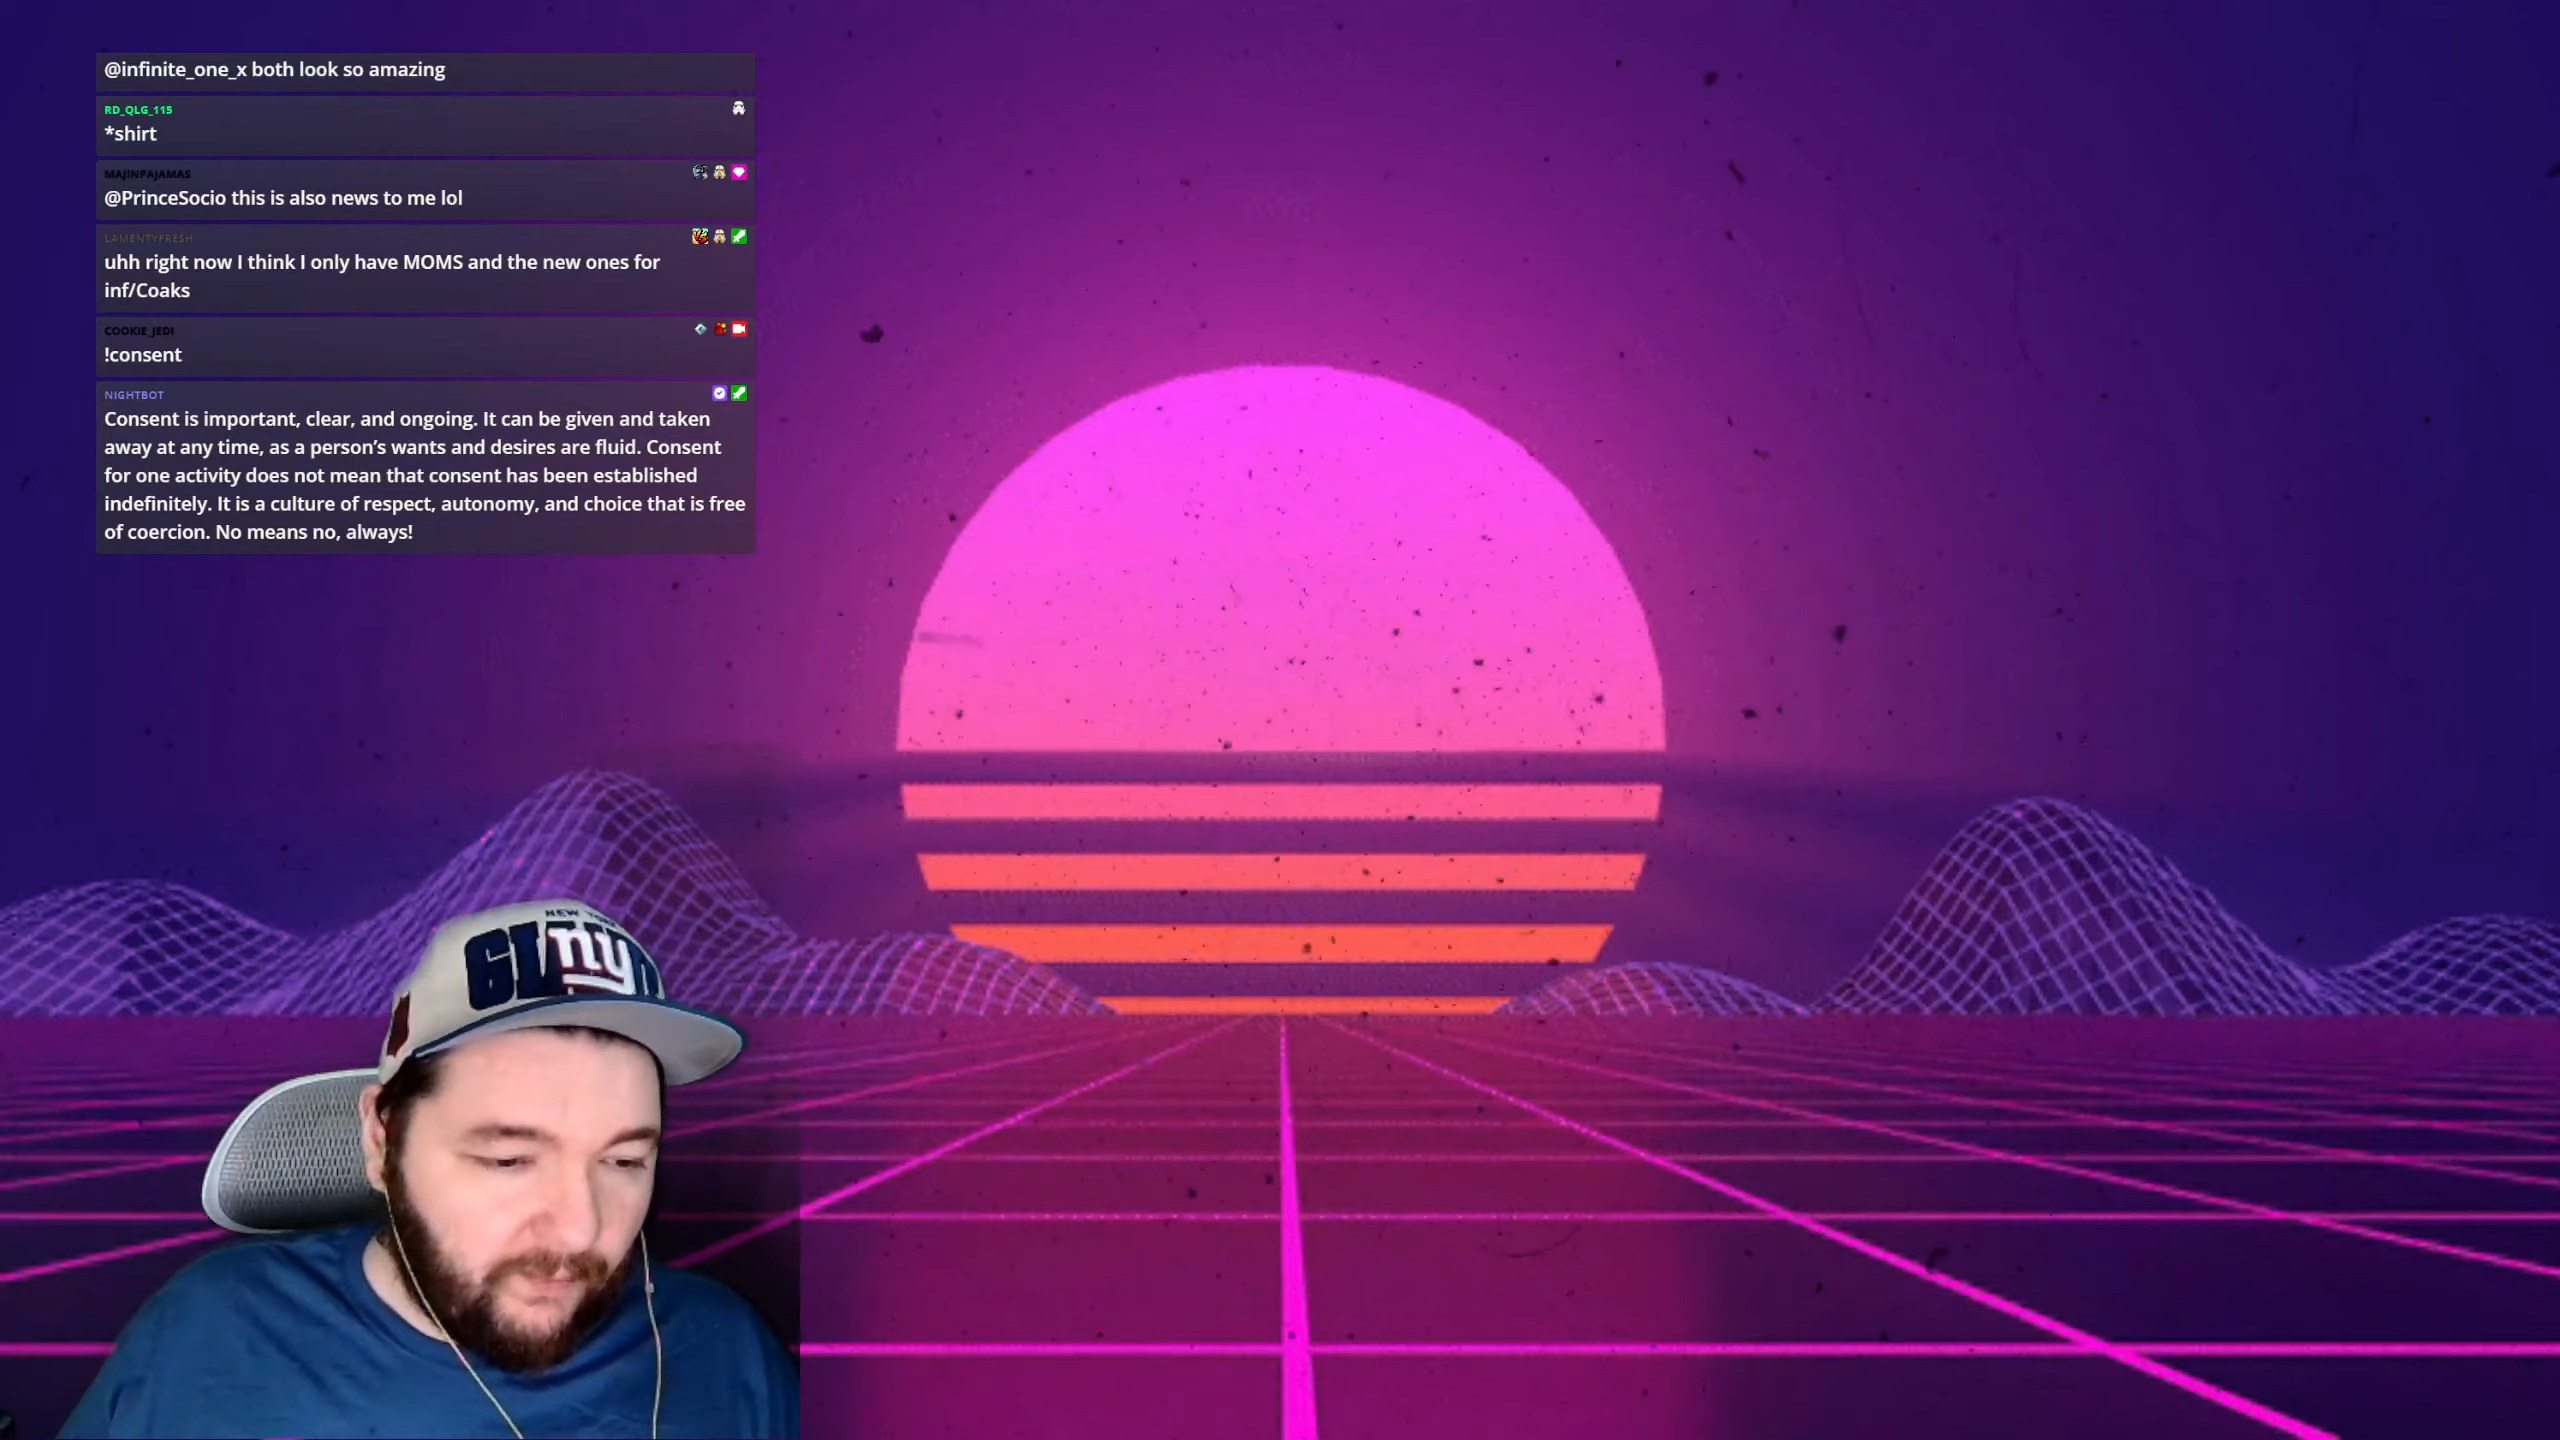 @infinite_one_x both look so amazing
RD_QLG_115
*shirt
MAJINPAJAMAS
@PrinceSocio this is also news to me lol
LAMENTYFRESH
uhh right now I think I only have MOMS and the new ones for
inf/Coaks
COOKIE_JEDI
!consent
NIGHTBOT
Consent is important, clear, and ongoing. It can be given and taken
away at any time, as a person’s wants and desires are fluid. Consent
for one activity does not mean that consent has been established
indefinitely. It is a culture of respect, autonomy, and choice that is free
of coercion. No means no, always!
ny